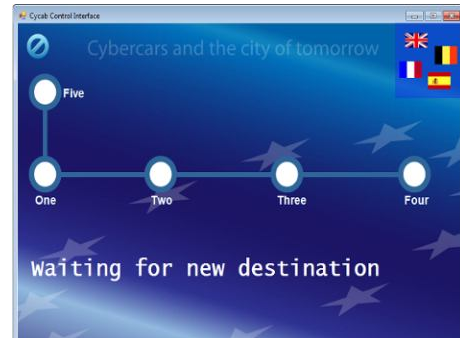 Cycab Control Interface
Cybercars and the city of tomorrow
Five
One Two Three Four
Waiting for new destination